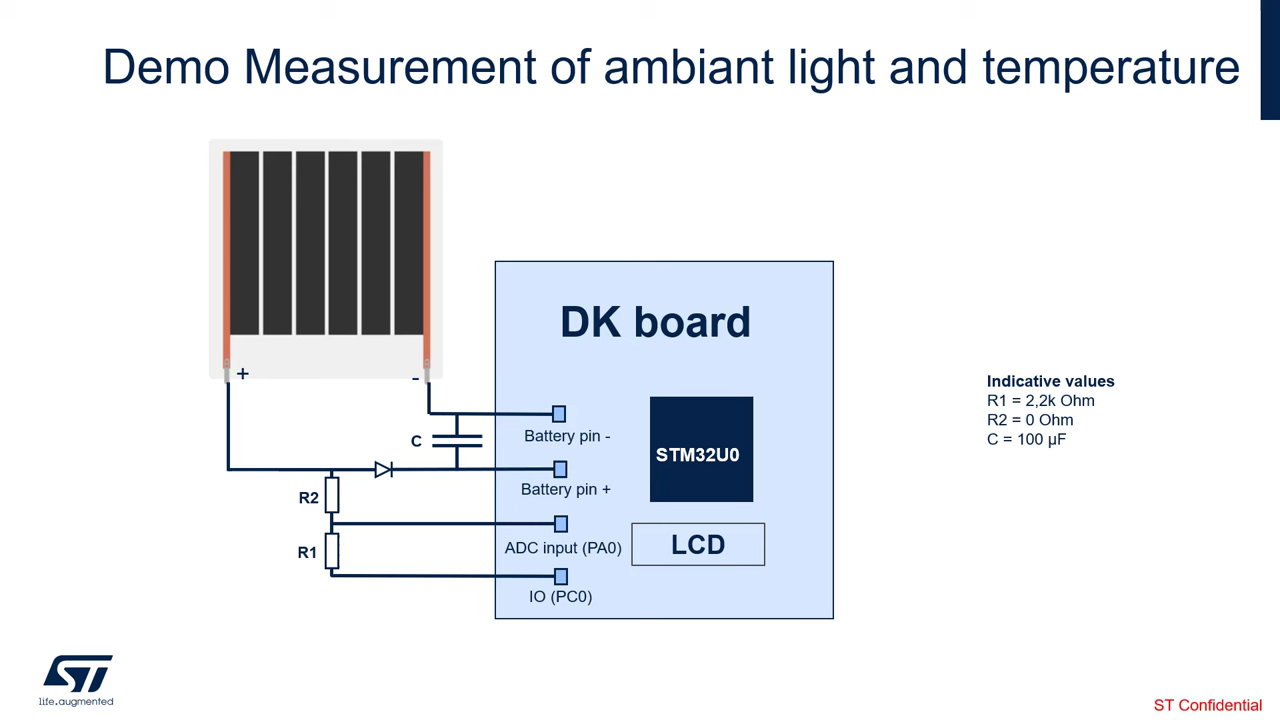 Demo Measurement of ambiant light and temperature
+
-
DK board
Indicative values
R1 = 2,2k Ohm
R2 = 0 Ohm
C = 100 µF
C
Battery pin -
STM32U0
Battery pin +
R2
ADC input (PA0)
LCD
R1
IO (PC0)
ST
life.augmented
ST Confidential